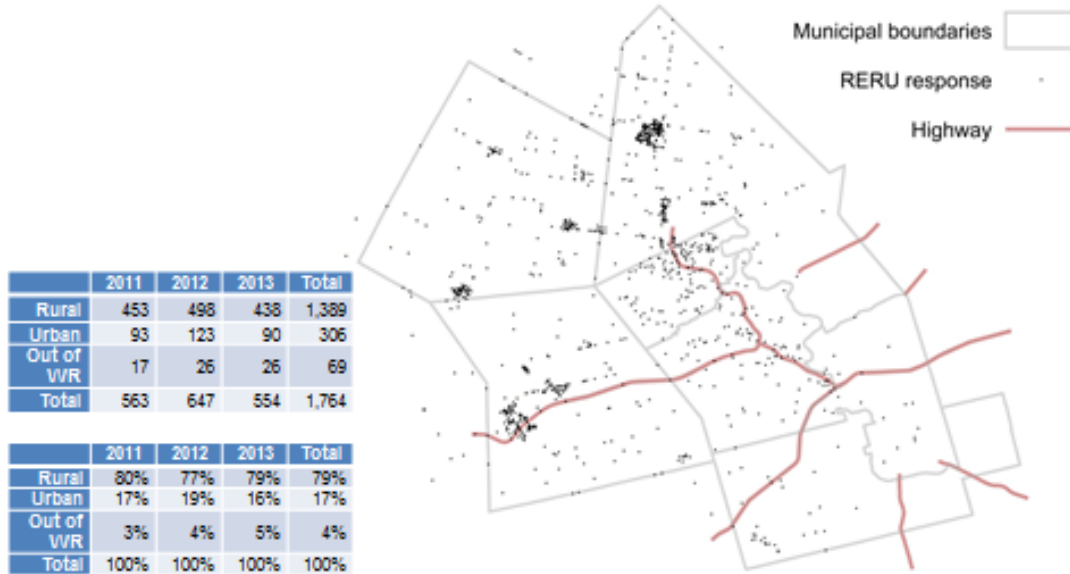 Municipal boundaries
RERU response
Highway
2011 2012 2013 Total
Rural 453 498 438 1,389
Urban 93 123 90 306
Out of
WR 17 26 26 69
Total 563 647 554 1,764
2011 2012 2013 Total
Rural 80% 77% 79% 79%
Urban 17% 19% 16% 17%
Out of
WR 3% 4% 5% 4%
Total 100% 100% 100% 100%